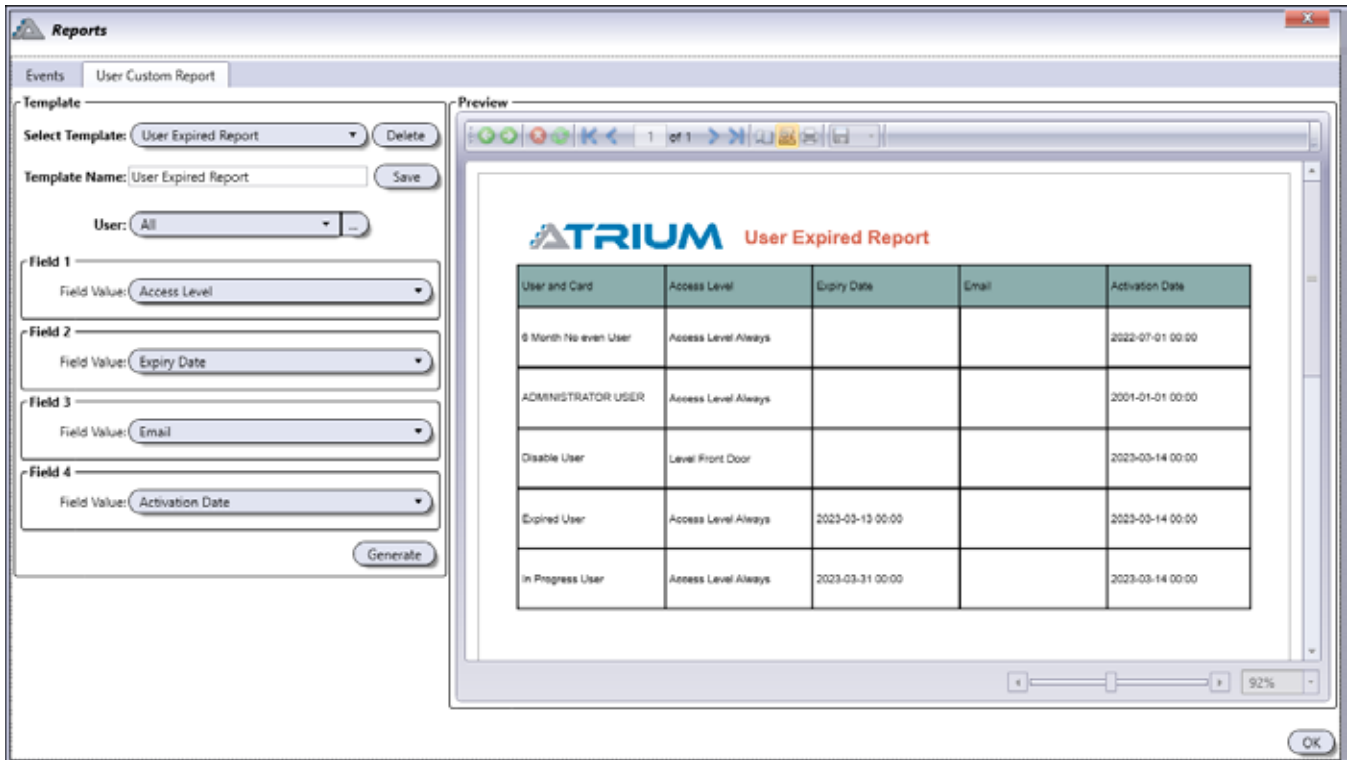 Reports
Events User Custom Report
Template
Select Template: User Expired Report Delete
Template Name: User Expired Report Save
User: All ...
Field 1
Field Value: Access Level
Field 2
Field Value: Expiry Date
Field 3
Field Value: Email
Field 4
Field Value: Activation Date
Generate
Preview
1 of 1
ATRIUM User Expired Report
User and Card Access Level Expiry Date Email Activation Date
6 Month No even User Access Level Always 2022-07-01 00:00
ADMINISTRATOR USER Access Level Always 2001-01-01 00:00
Disable User Level Front Door 2023-03-14 00:00
Expired User Access Level Always 2023-03-13 00:00 2023-03-14 00:00
In Progress User Access Level Always 2023-03-31 00:00 2023-03-14 00:00
92%
OK